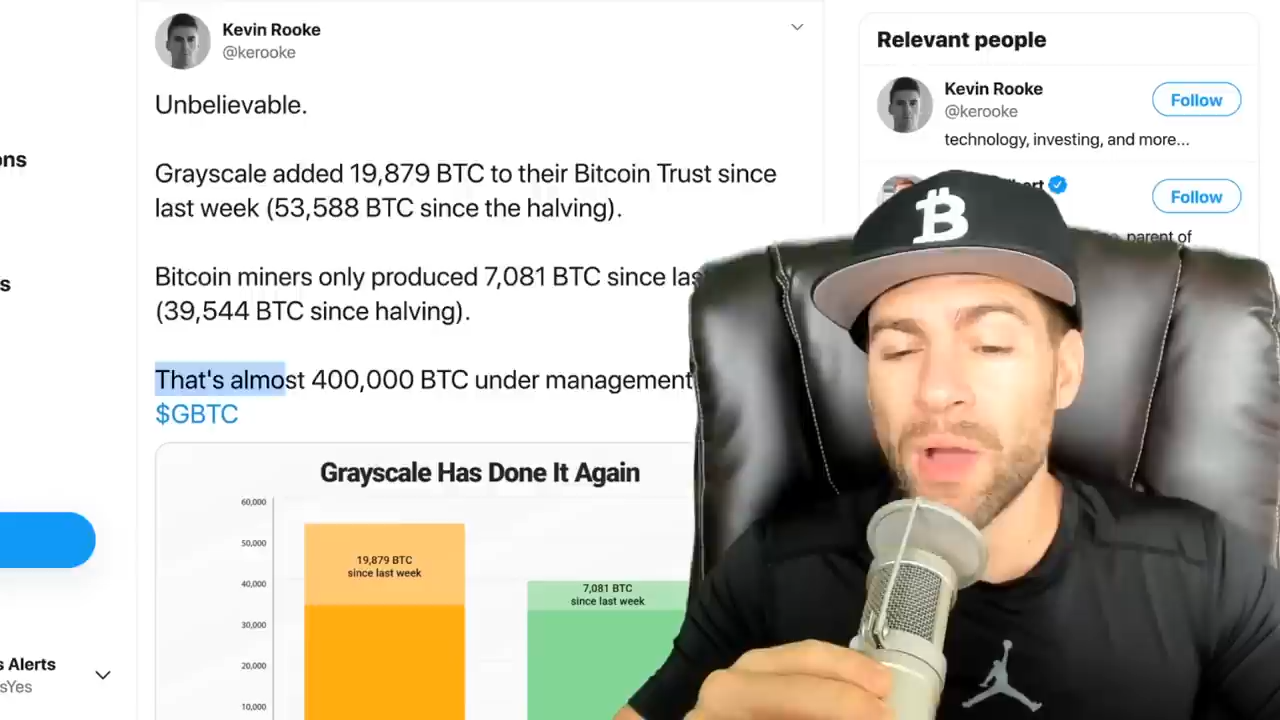 Kevin Rooke
@kerooke
Unbelievable.
Grayscale added 19,879 BTC to their Bitcoin Trust since
last week (53,588 BTC since the halving).
Bitcoin miners only produced 7,081 BTC since
(39,544 BTC since halving).
That's almost 400,000 BTC under management
$GBTC
Grayscale Has Done It Again
60,000
50,000
40,000
30,000
20,000
10,000
19,879 BTC
since last week
7,081 BTC
since last week
Relevant people
Kevin Rooke
@kerooke
Follow
technology, investing, and more...
Follow
parent of
ons
s
s Alerts
sYes
B